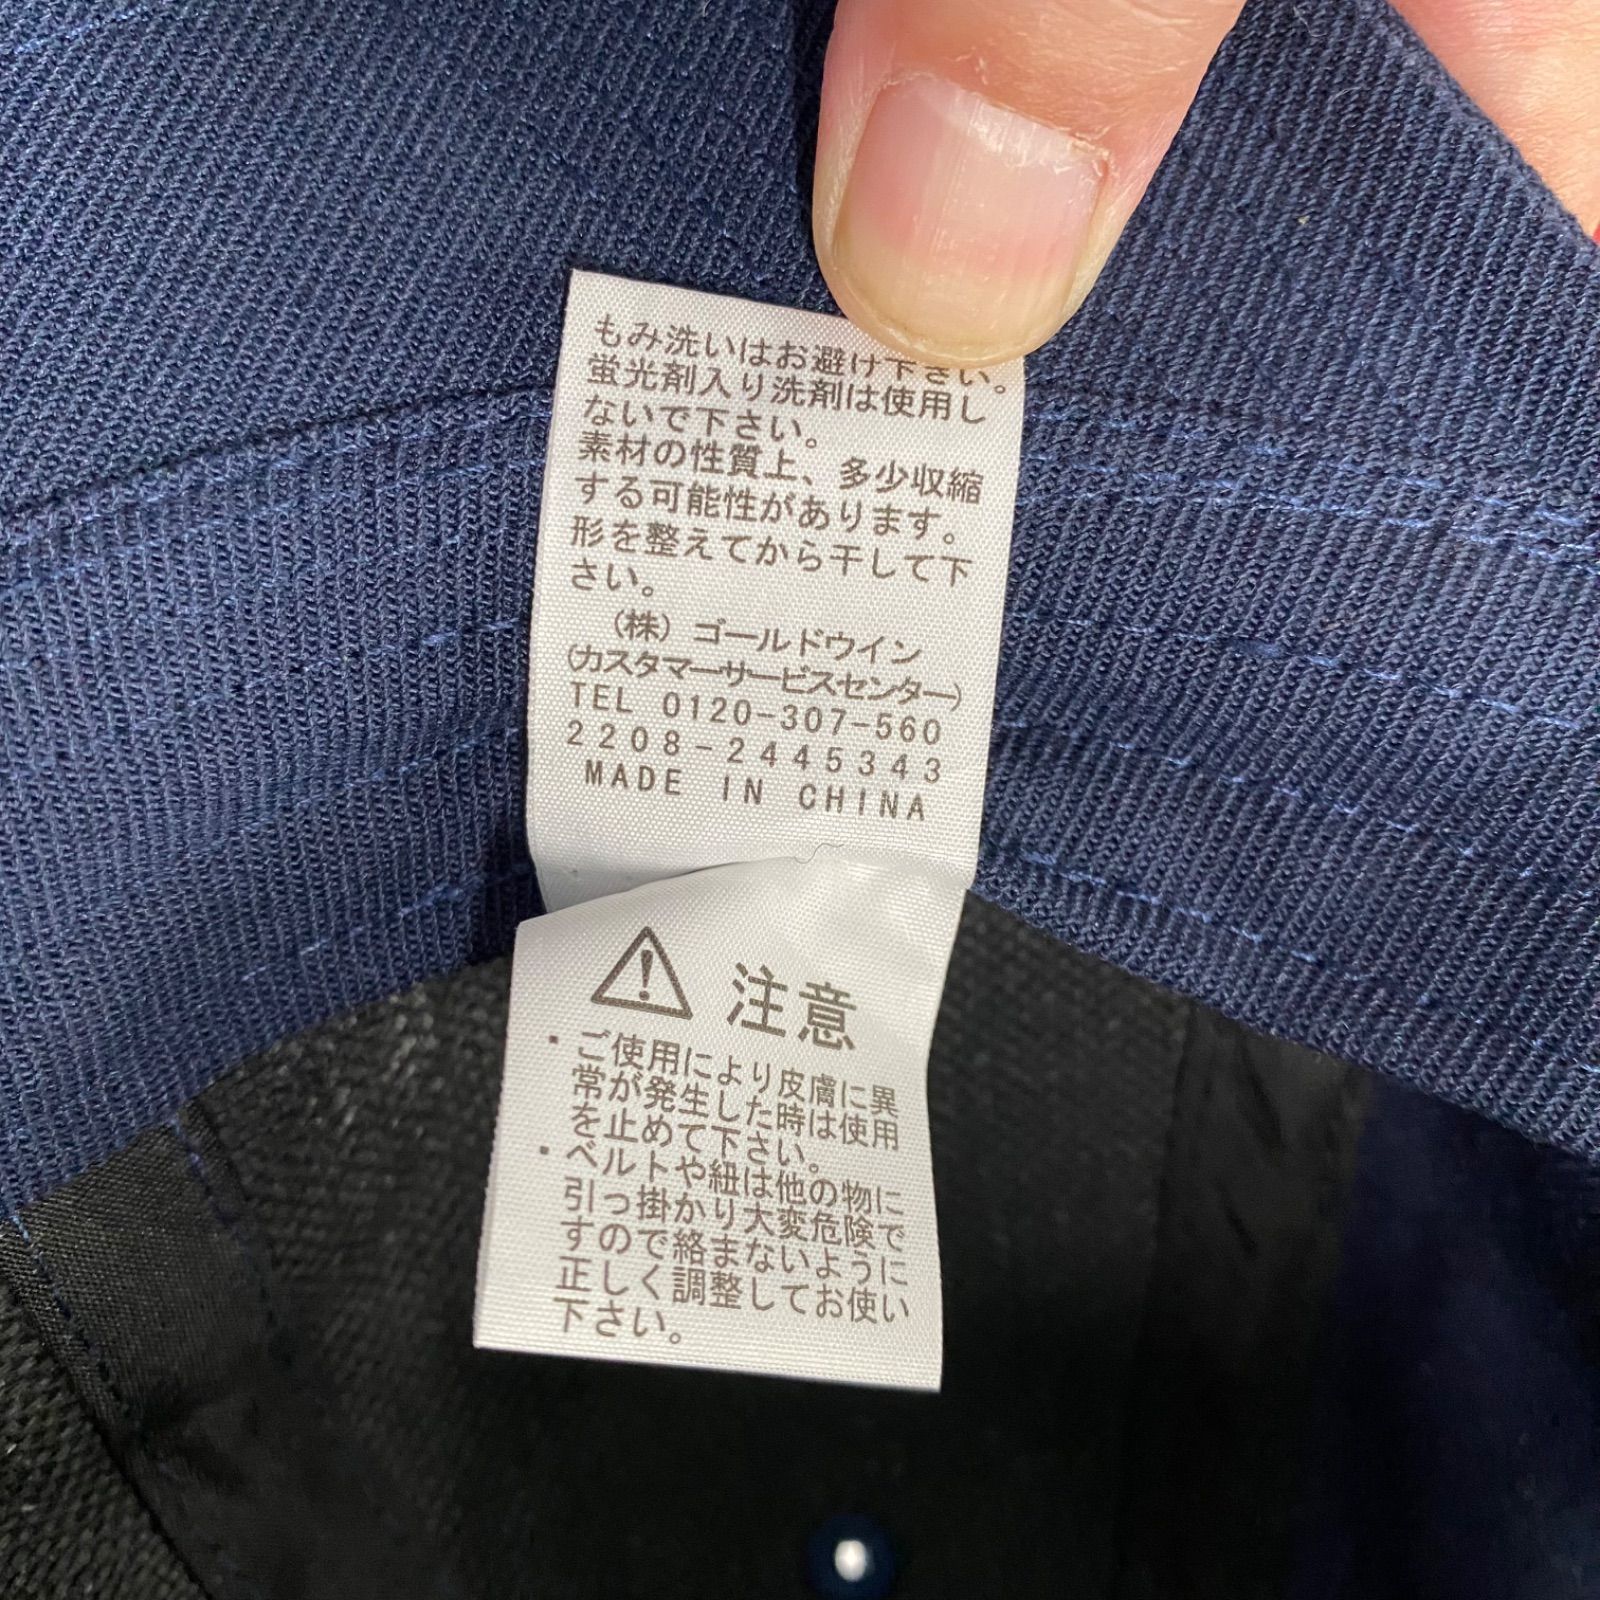 もみ洗いはお避け下さい。
蛍光剤入り洗剤は使用し
ないで下さい。
素材の性質上、多少収縮
する可能性があります。
形を整えてから干して下
さい。
(株)ゴールドウイン
(カスタマーサービスセンター)
TEL 0120-307-560
2208-2445343
MADE IN CHINA
注意
・ご使用により皮膚に異
常が発生した時は使用
を止めて下さい。
・ベルトや紐は他の物に
引っ掛かり大変危険で
すので絡まないように
正しく調整してお使い
下さい。